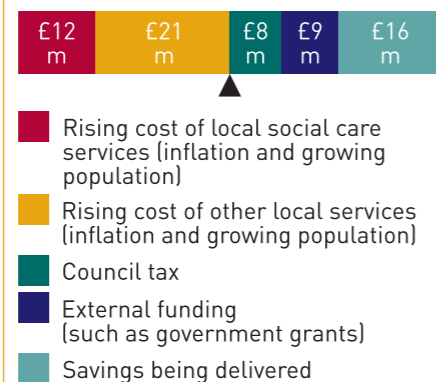 £12 £21 £8 £9 £16
m m m m m
Rising cost of local social care
services (inflation and growing
population)
Rising cost of other local services
(inflation and growing population)
Council tax
External funding
(such as government grants)
Savings being delivered